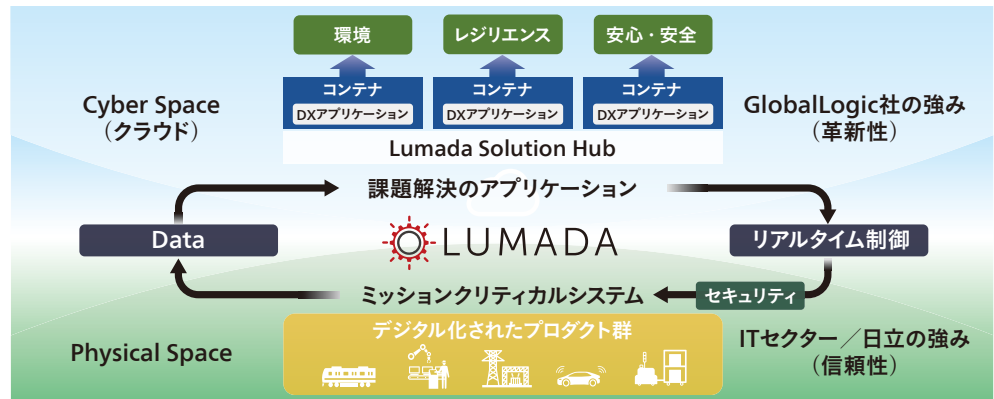 環境
レジリエンス
安心・安全
コンテナ
コンテナ
コンテナ
DXアプリケーション
DXアプリケーション
DXアプリケーション
Lumada Solution Hub
Cyber Space
（クラウド）
GlobalLogic社の強み
（革新性）
課題解決のアプリケーション
Data
LUMADA
リアルタイム制御
ミッションクリティカルシステム
セキュリティ
デジタル化されたプロダクト群
Physical Space
ITセクター／日立の強み
（信頼性）